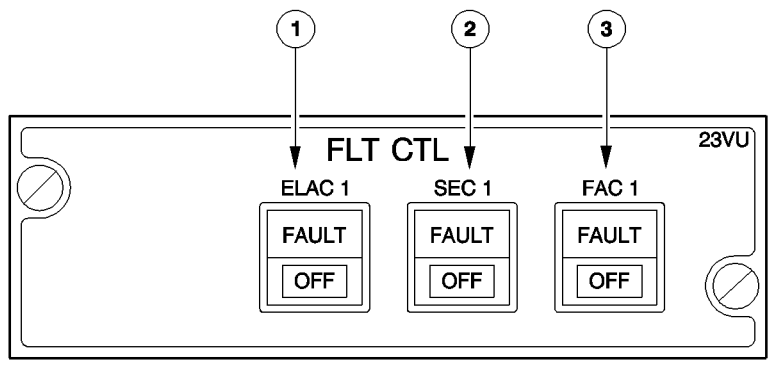 1 2 3
FLT CTL 23VU
ELAC 1 SEC 1 FAC 1
FAULT FAULT FAULT
OFF OFF OFF